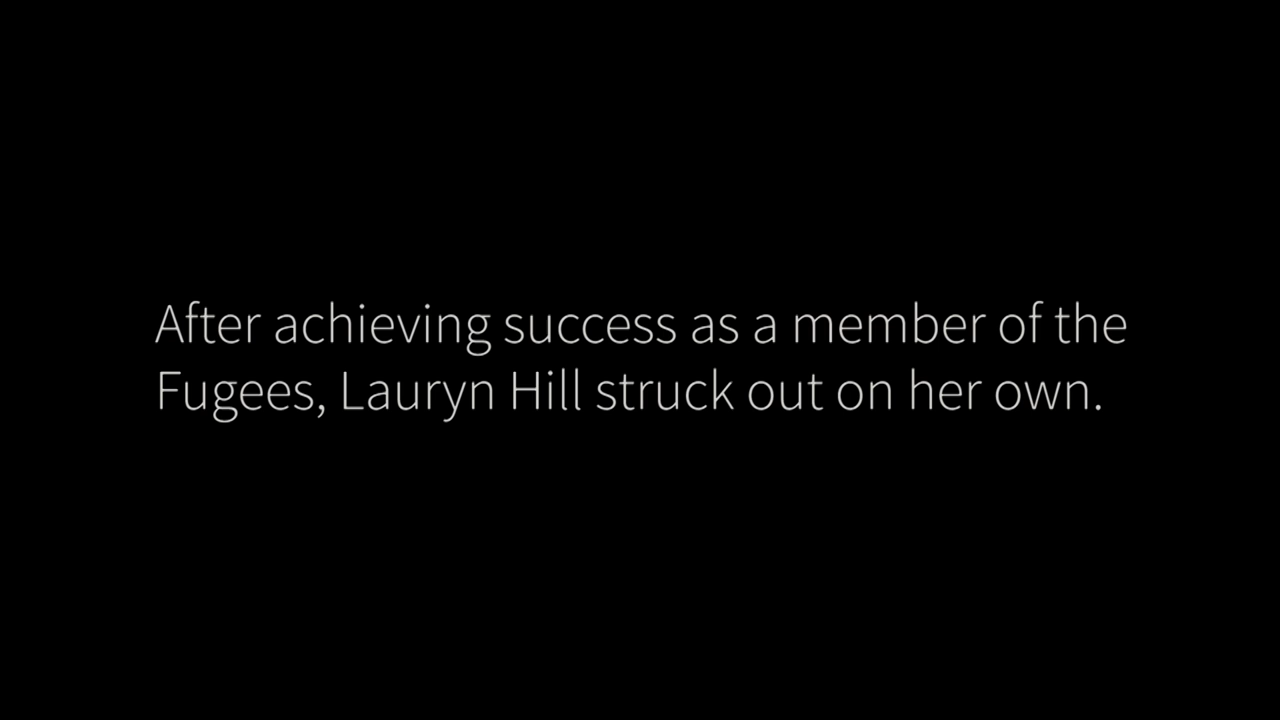 After achieving success as a member of the
Fugees, Lauryn Hill struck out on her own.